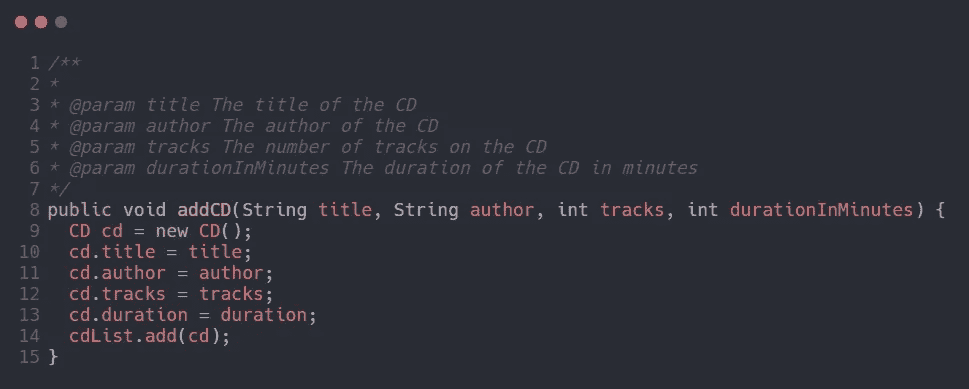 1 /**
2 *
3 * @param title The title of the CD
4 * @param author The author of the CD
5 * @param tracks The number of tracks on the CD
6 * @param durationInMinutes The duration of the CD in minutes
7 */
8 public void addCD(String title, String author, int tracks, int durationInMinutes) {
9   CD cd = new CD();
10   cd.title = title;
11   cd.author = author;
12   cd.tracks = tracks;
13   cd.duration = duration;
14   cdList.add(cd);
15 }